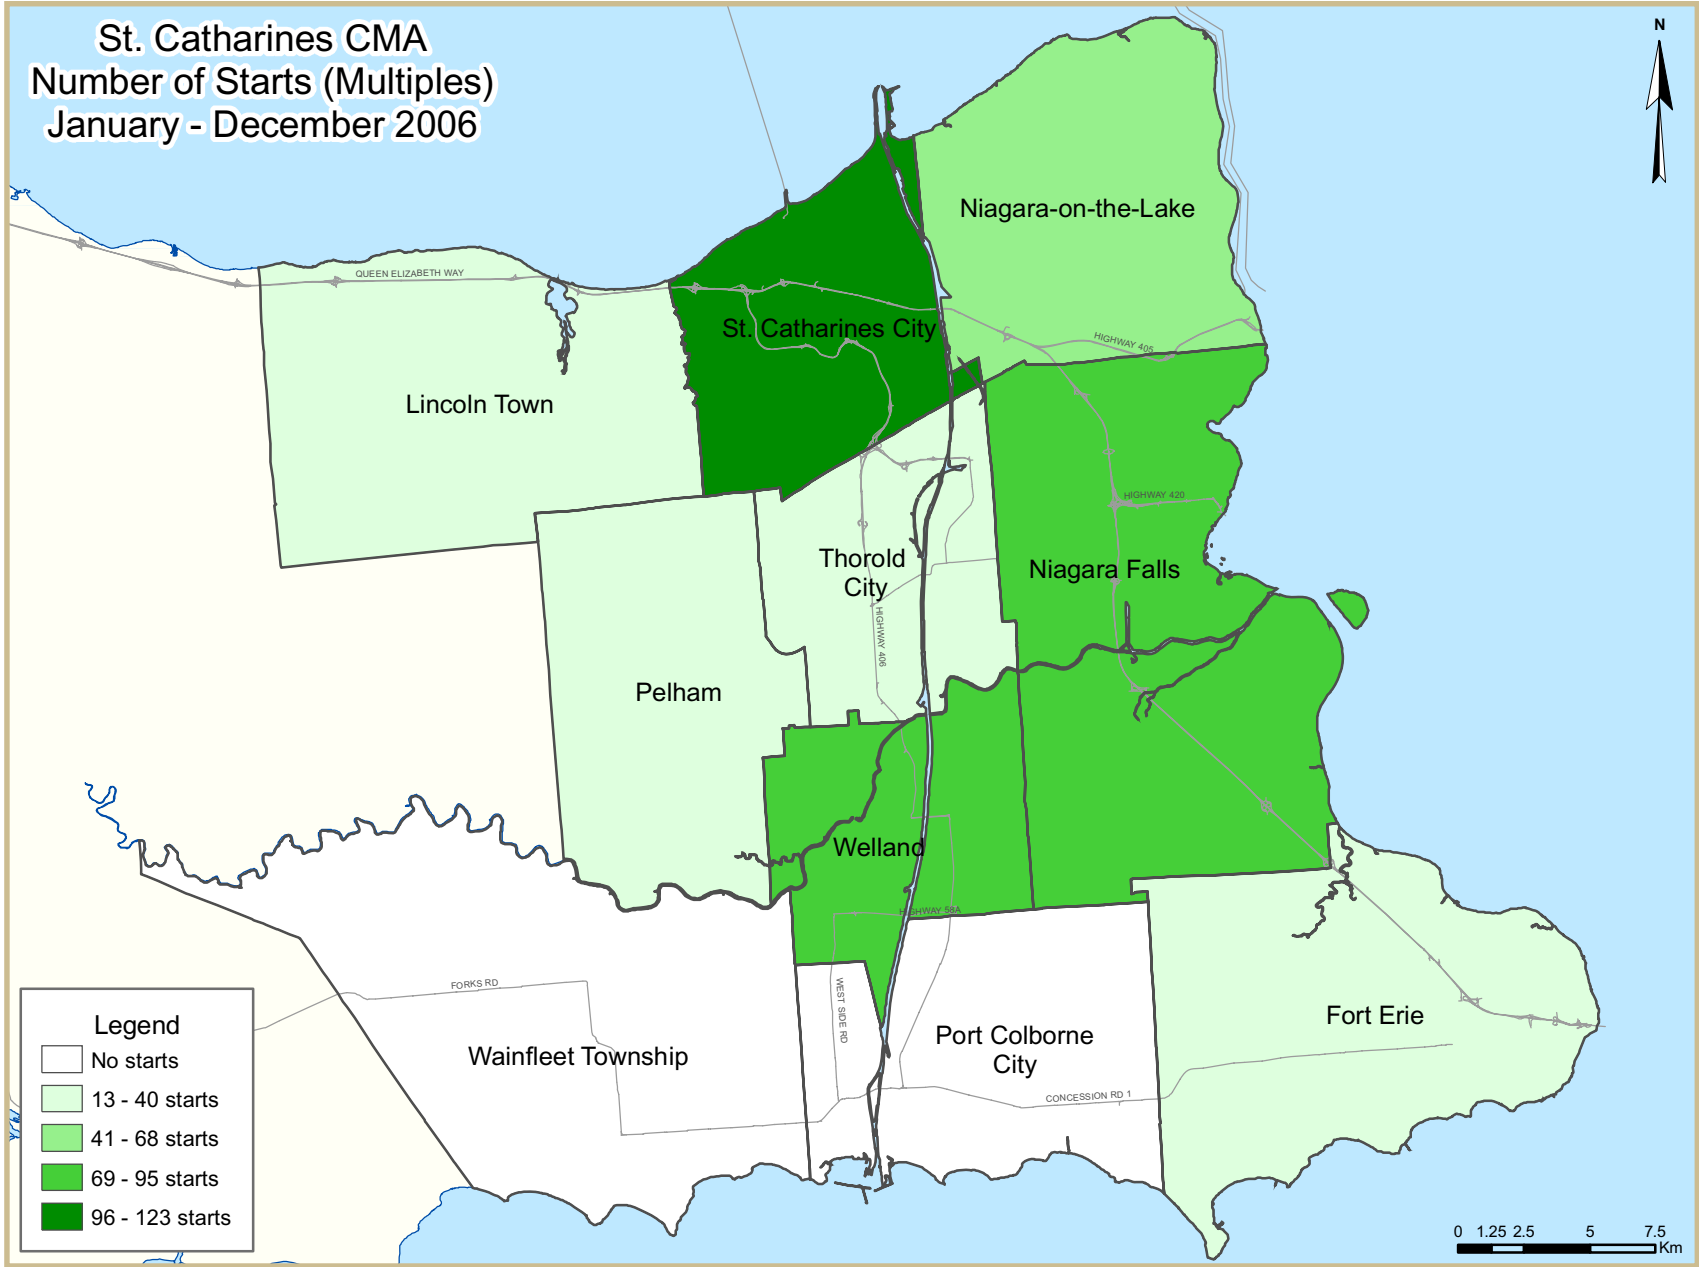 St. Catharines CMA
Number of Starts (Multiples)
January - December 2006
N
Niagara-on-the-Lake
QUEEN ELIZABETH WAY
St. Catharines City
HIGHWAY 405
Lincoln Town
HIGHWAY 420
Thorold
City
Niagara Falls
HIGHWAY 406
Pelham
Welland
HIGHWAY 58A
FORKS RD
WEST SIDE RD
Fort Erie
Port Colborne
City
Wainfleet Township
CONCESSION RD 1
Legend
No starts
13 - 40 starts
41 - 68 starts
69 - 95 starts
96 - 123 starts
0 1.25 2.5 5 7.5
Km